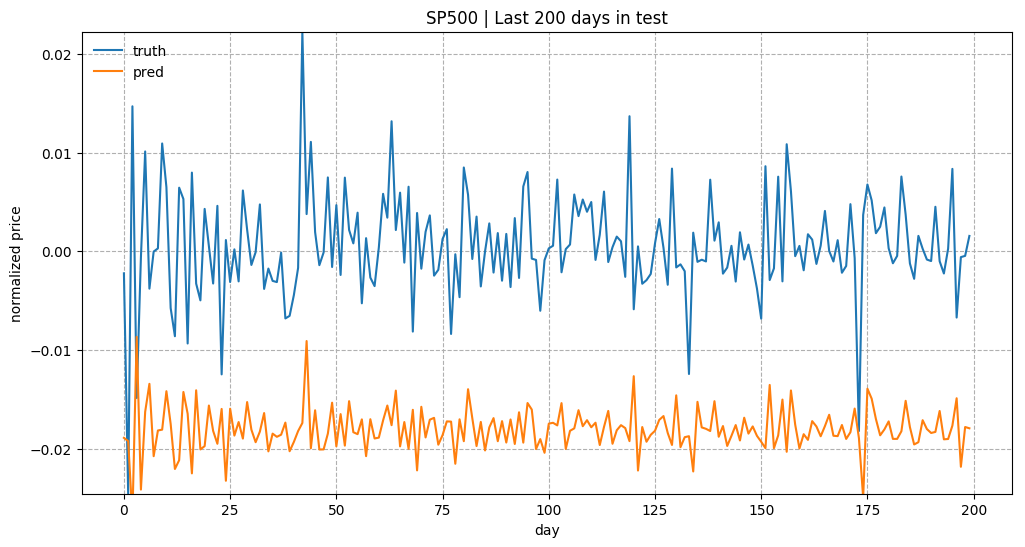 SP500 | Last 200 days in test
truth
pred
normalized price
0.02
0.01
0.00
−0.01
−0.02
0 25 50 75 100 125 150 175 200
day